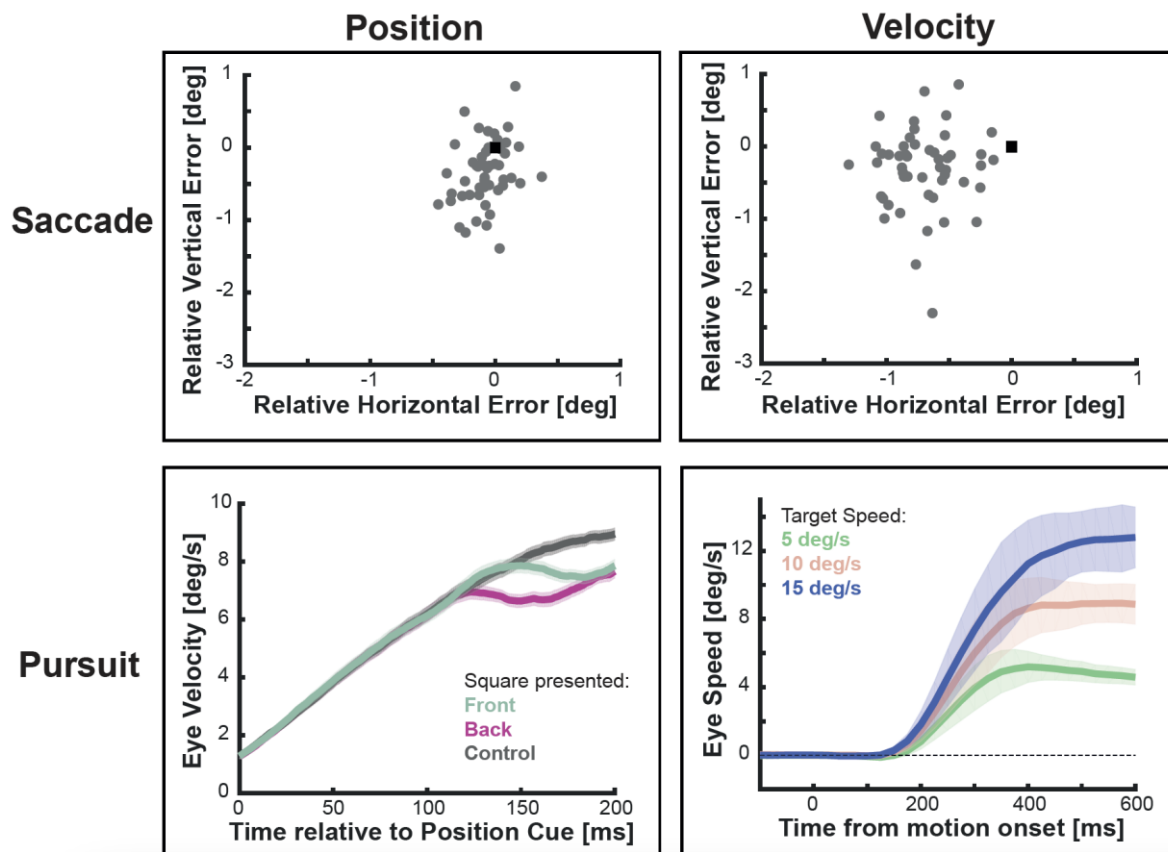 Position
Velocity
Saccade
Relative Vertical Error [deg]
1
0
-1
-2
-3
-2
-1
0
1
Relative Horizontal Error [deg]
Relative Vertical Error [deg]
1
0
-1
-2
-3
-2
-1
0
1
Relative Horizontal Error [deg]
Pursuit
Eye Velocity [deg/s]
10
8
6
4
2
0
Square presented:
Front
Back
Control
0
50
100
150
200
Time relative to Position Cue [ms]
Eye Speed [deg/s]
12
8
4
0
Target Speed:
5 deg/s
10 deg/s
15 deg/s
0
200
400
600
Time from motion onset [ms]